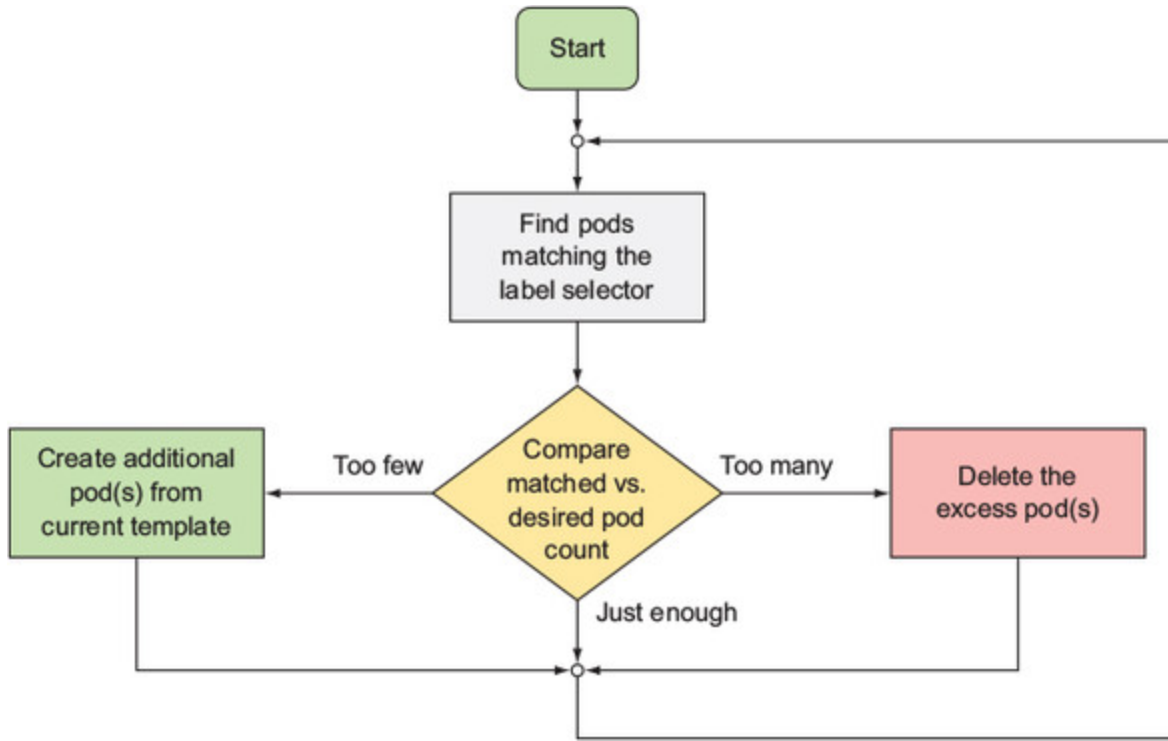 Start
Find pods
matching the
label selector
Create additional
pod(s) from
current template
Too few
Compare
matched vs.
desired pod
count
Too many
Delete the
excess pod(s)
Just enough